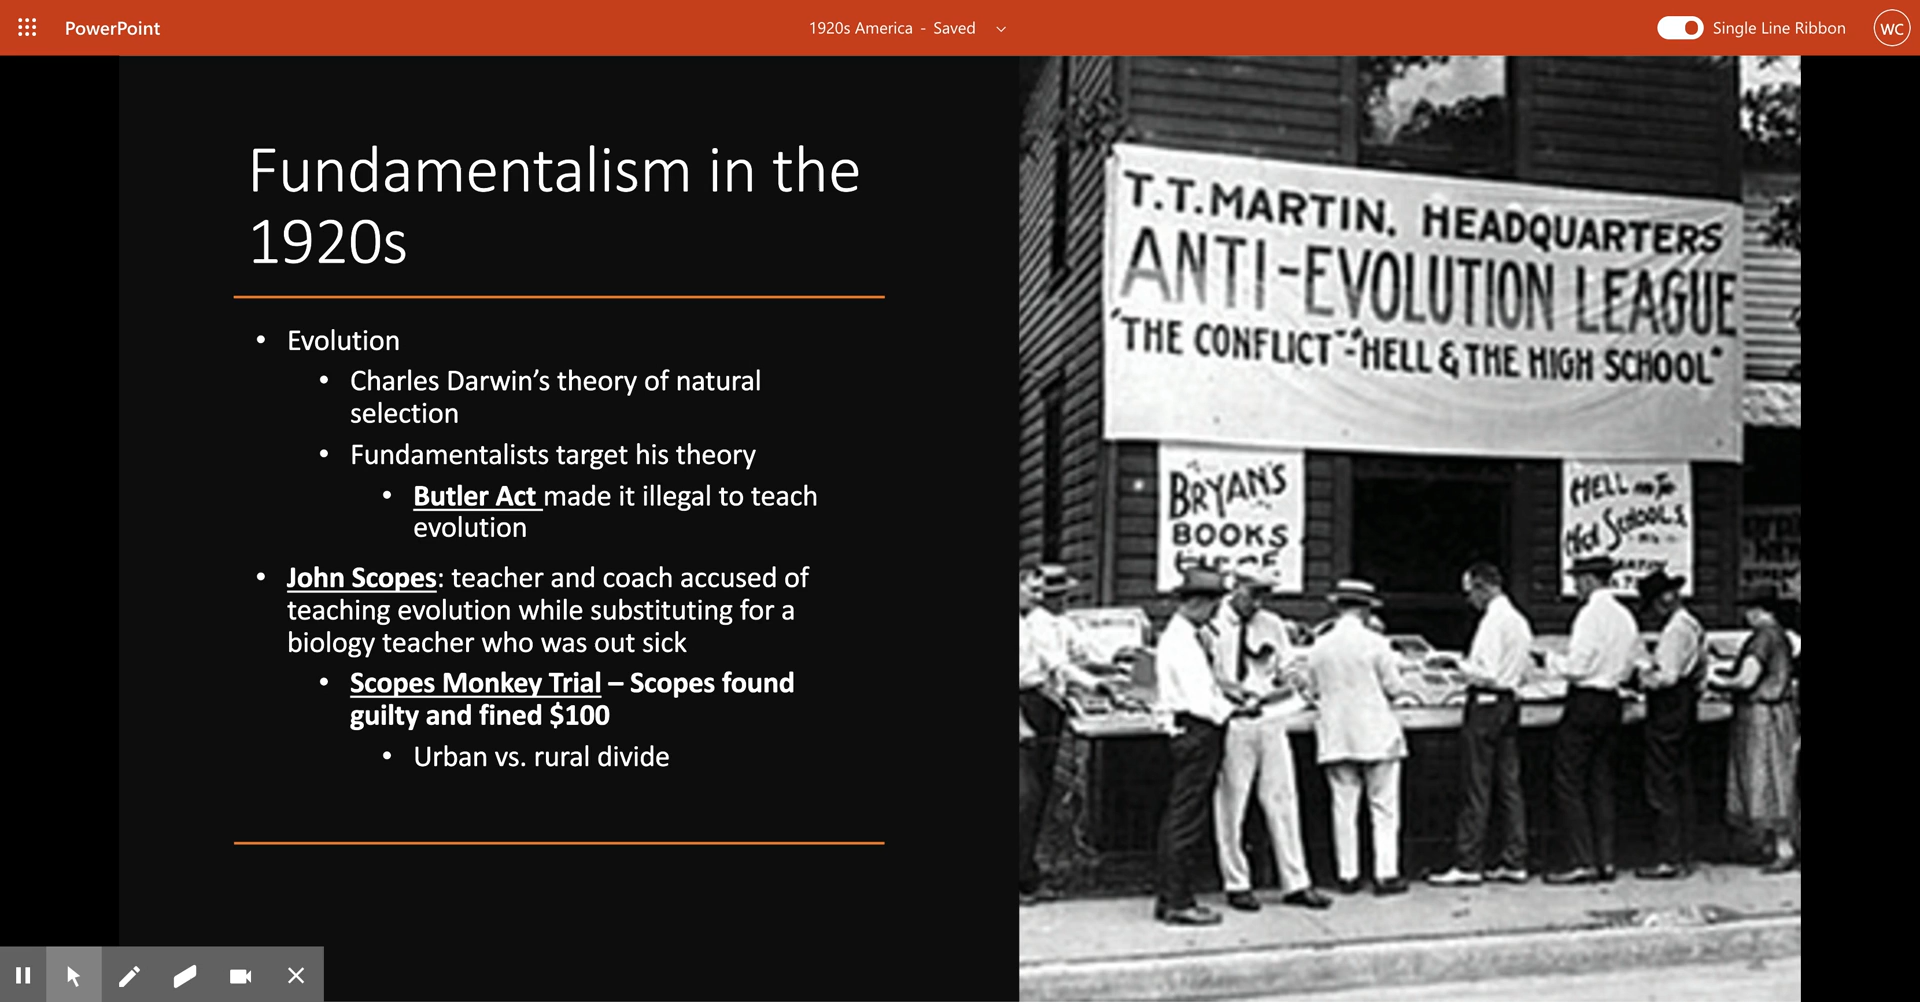 PowerPoint
1920s America - Saved
Single Line Ribbon
WC
Fundamentalism in the
1920s
• Evolution
• Charles Darwin’s theory of natural
selection
• Fundamentalists target his theory
• Butler Act made it illegal to teach
evolution
• John Scopes: teacher and coach accused of
teaching evolution while substituting for a
biology teacher who was out sick
• Scopes Monkey Trial – Scopes found
guilty and fined $100
• Urban vs. rural divide
T.T. MARTIN. HEADQUARTERS
ANTI-EVOLUTION LEAGUE
"THE CONFLICT"-"HELL & THE HIGH SCHOOL"
BRYAN'S
BOOKS
HERE
HELL